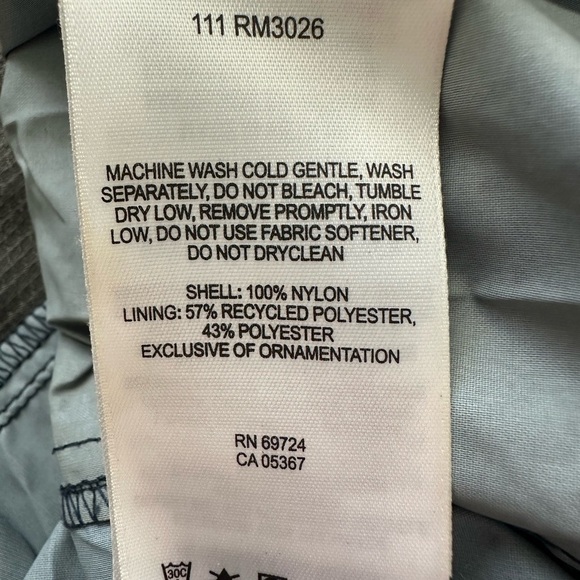 111 RM3026
MACHINE WASH COLD GENTLE, WASH
SEPARATELY, DO NOT BLEACH, TUMBLE
DRY LOW, REMOVE PROMPTLY, IRON
LOW, DO NOT USE FABRIC SOFTENER,
DO NOT DRYCLEAN
SHELL: 100% NYLON
LINING: 57% RECYCLED POLYESTER,
43% POLYESTER
EXCLUSIVE OF ORNAMENTATION
RN 69724
CA 05367
30C